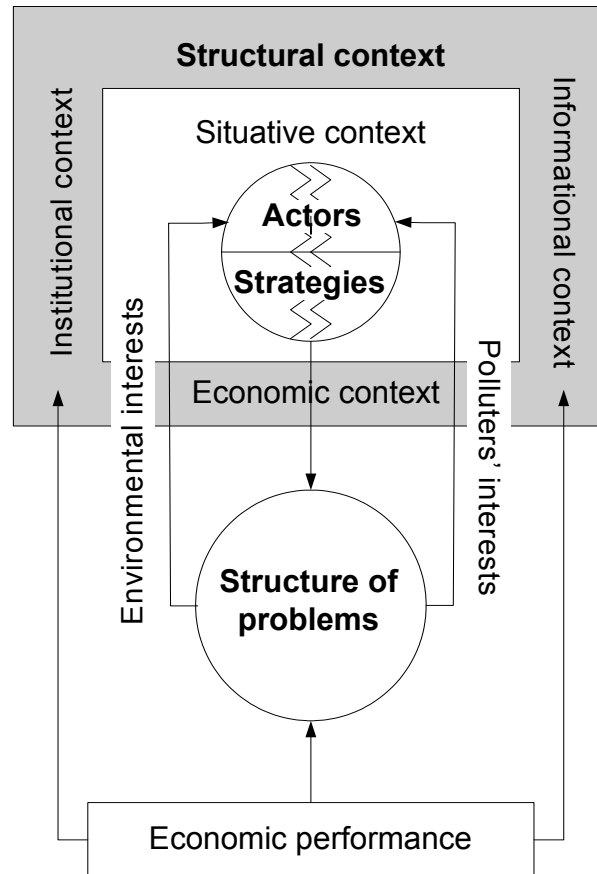 Structural context
Institutional context
Informational context
Situative context
Actors
Strategies
Environmental interests
Polluters' interests
Economic context
Structure of
problems
Economic performance